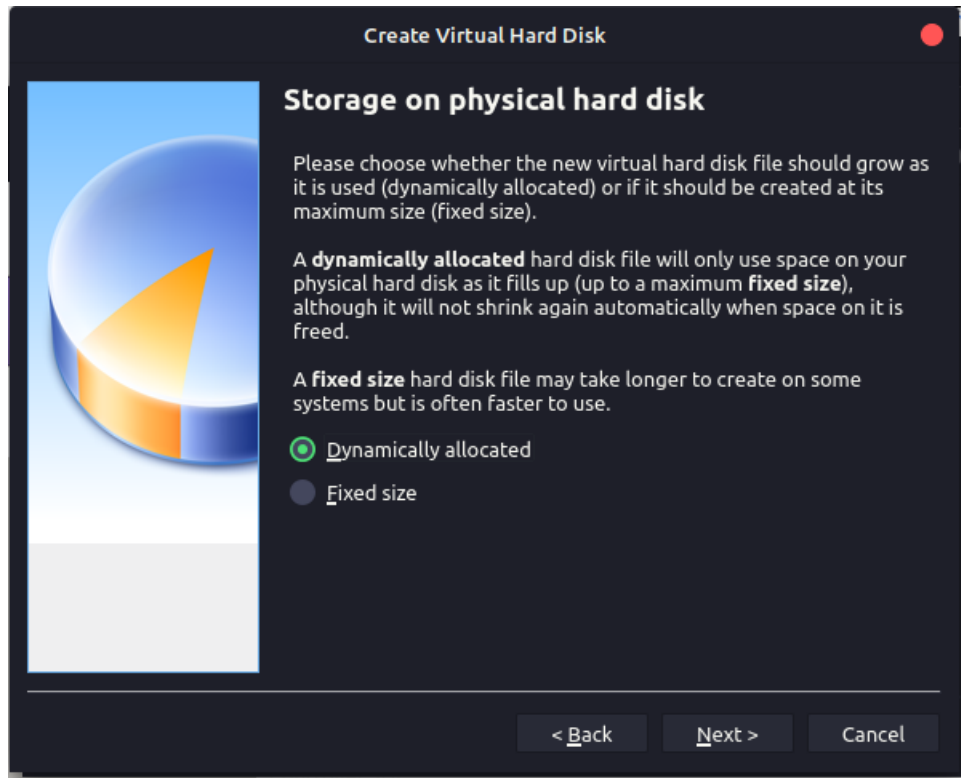 Create Virtual Hard Disk
Storage on physical hard disk
Please choose whether the new virtual hard disk file should grow as
it is used (dynamically allocated) or if it should be created at its
maximum size (fixed size).
A dynamically allocated hard disk file will only use space on your
physical hard disk as it fills up (up to a maximum fixed size),
although it will not shrink again automatically when space on it is
freed.
A fixed size hard disk file may take longer to create on some
systems but is often faster to use.
Dynamically allocated
Fixed size
< Back
Next >
Cancel